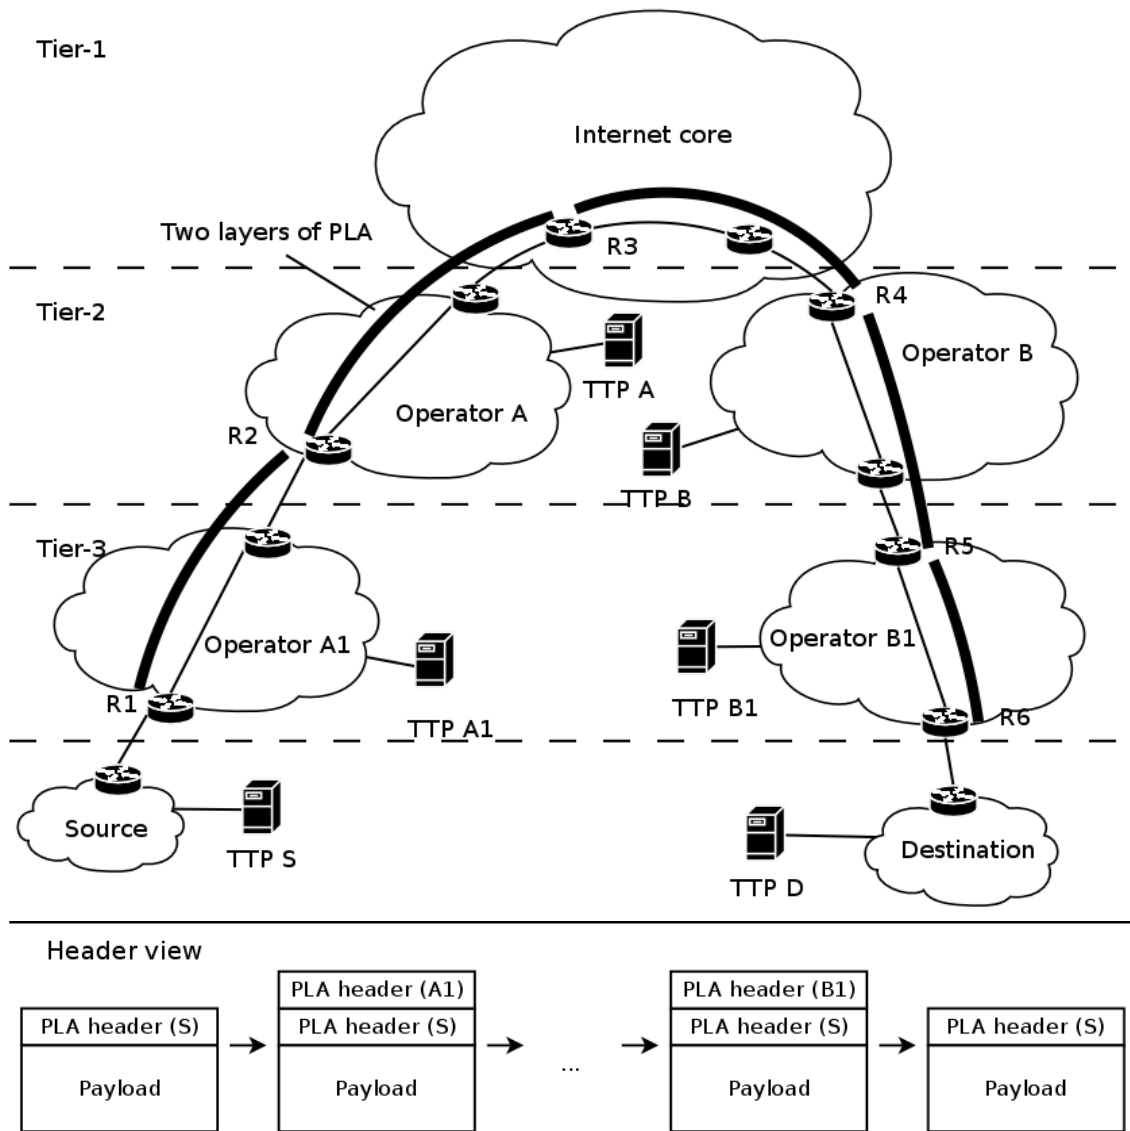 Tier-1
Internet core
Two layers of PLA
R3
Tier-2
R4
Operator B
TTP A
Operator A
R2
TTP B
Tier-3
R5
Operator A1
Operator B1
R1
TTP A1
TTP B1
R6
Source
TTP S
TTP D
Destination
Header view
PLA header (A1)
PLA header (B1)
PLA header (S)
PLA header (S)
PLA header (S)
PLA header (S)
...
Payload
Payload
Payload
Payload